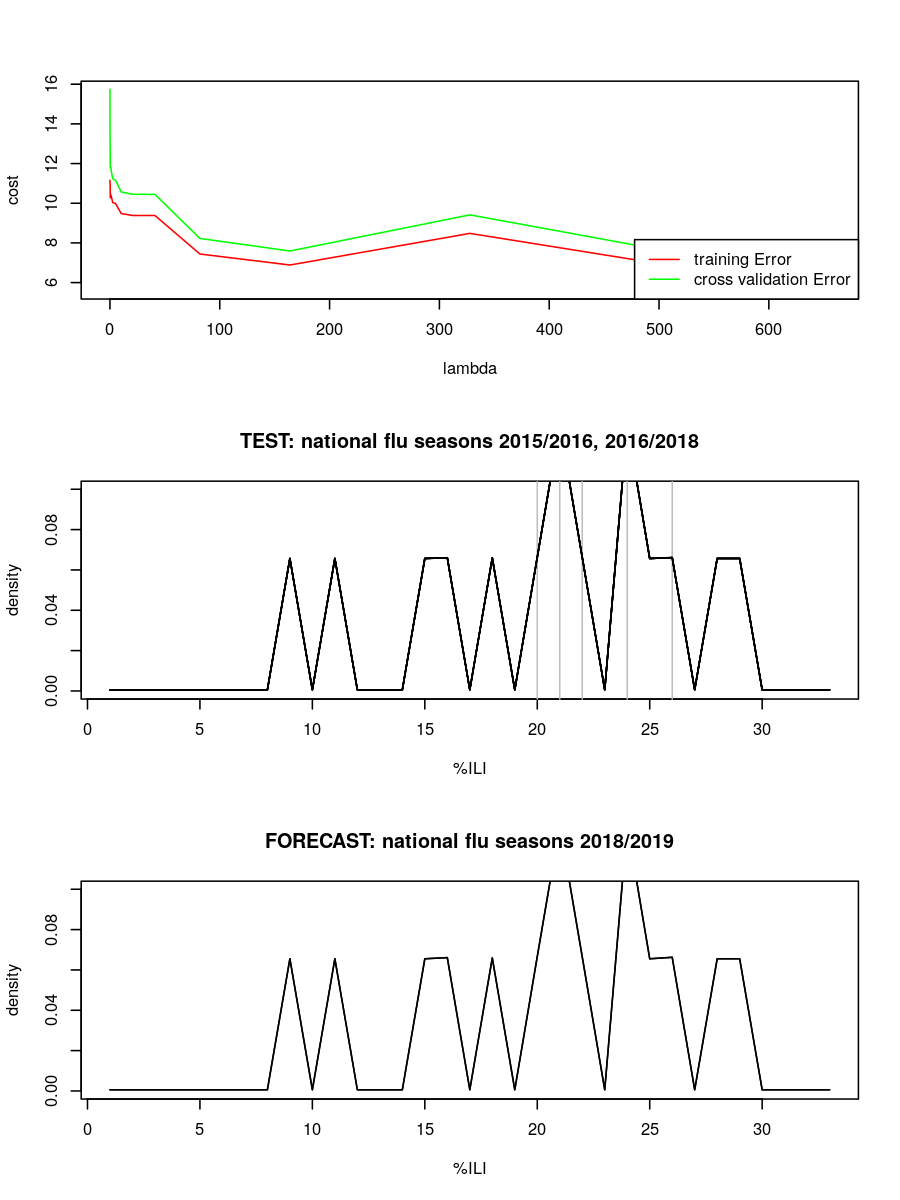 16
14
12
10
8
6
cost
training Error
cross validation Error
0 100 200 300 400 500 600
lambda
TEST: national flu seasons 2015/2016, 2016/2018
0.08
0.04
0.00
density
0 5 10 15 20 25 30
%ILI
FORECAST: national flu seasons 2018/2019
0.08
0.04
0.00
density
0 5 10 15 20 25 30
%ILI